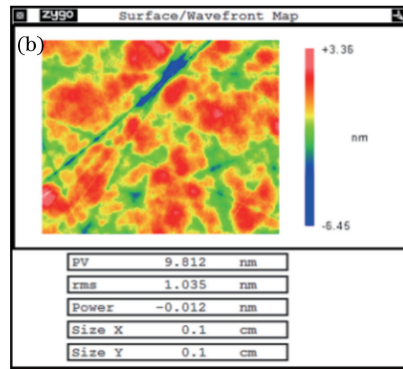 zygo Surface/Wavefront Map
(b)
+3.36
nm
-6.45
PV 9.812 nm
rms 1.035 nm
Power -0.012 nm
Size X 0.1 cm
Size Y 0.1 cm